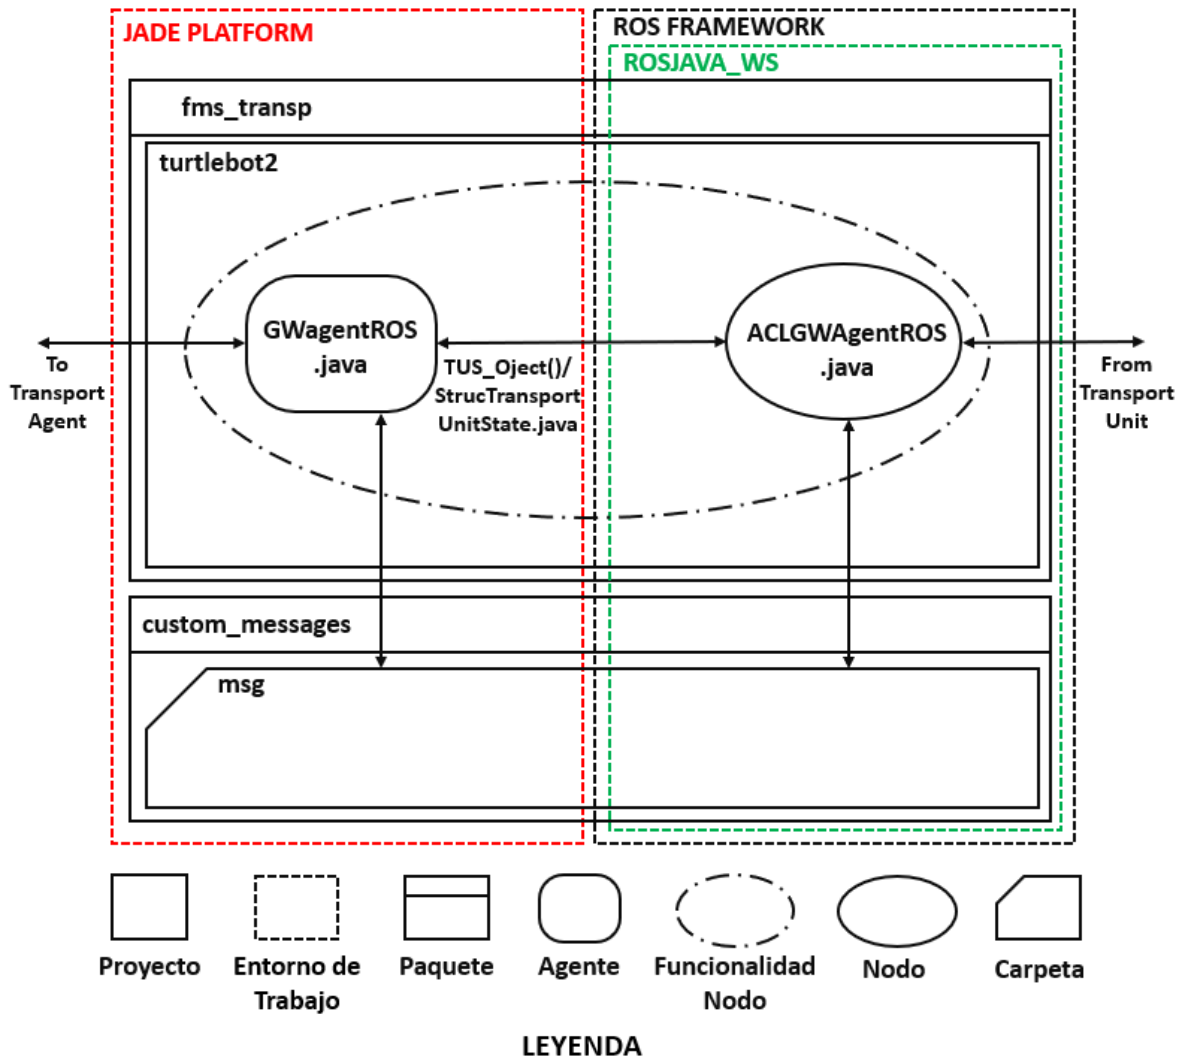 JADE PLATFORM
ROS FRAMEWORK
ROSJAVA_WS
fms_transp
turtlebot2
GWagentROS
.java
ACLGWAgentROS
.java
To
Transport
Agent
TUS_Oject()/
StrucTransport
UnitState.java
From
Transport
Unit
custom_messages
msg
Proyecto
Entorno de
Trabajo
Paquete
Agente
Funcionalidad
Nodo
Nodo
Carpeta
LEYENDA